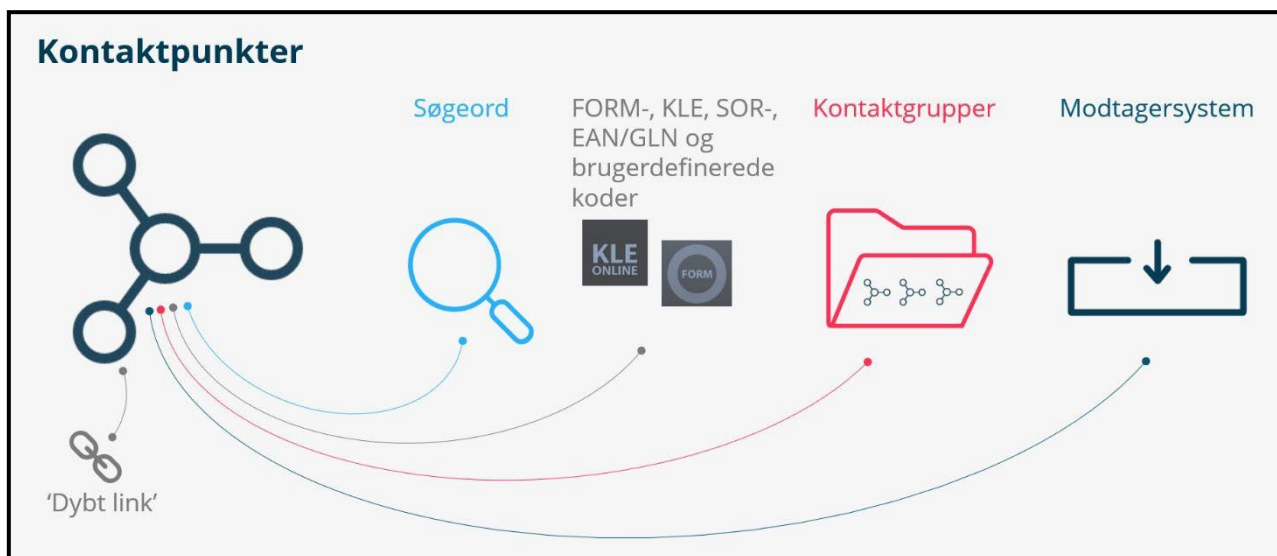 Kontaktpunkter
Søgeord
FORM-, KLE, SOR-,
EAN/GLN og
brugerdefinerede
koder
KLE
ONLINE
FORM
Kontaktgrupper
Modtagersystem
‘Dybt link’